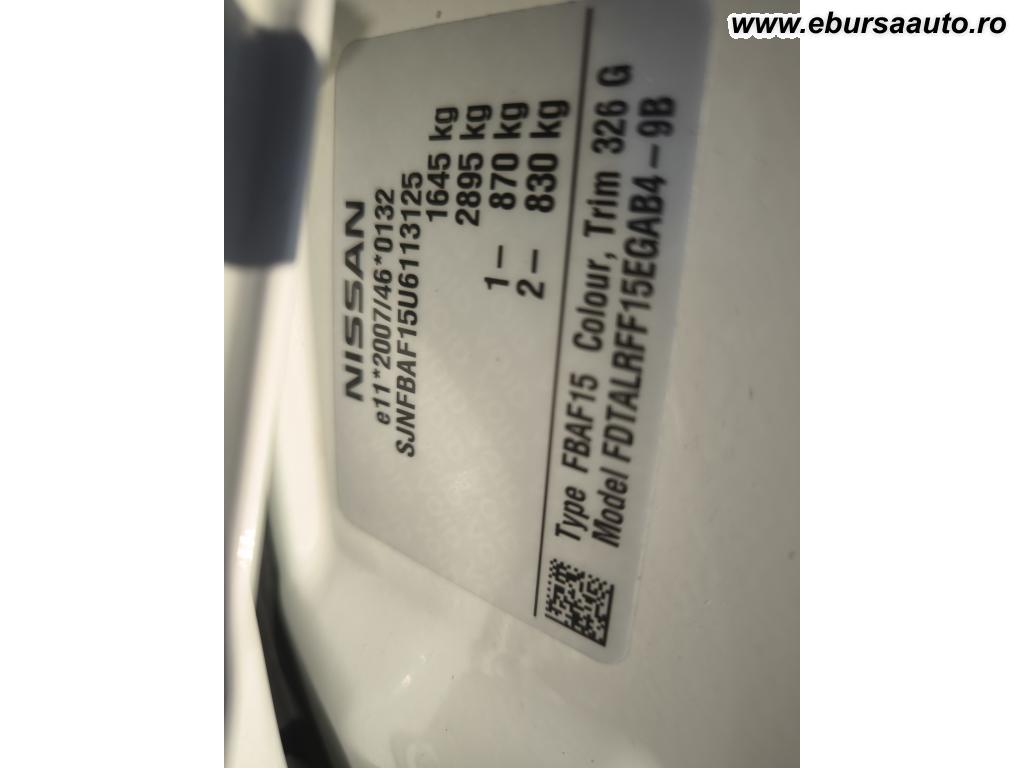 www.ebursaauto.ro
NISSAN
e11*2007/46*0132
SJNFBAF15U6113125
1645 kg
2895 kg
1– 870 kg
2– 830 kg
Type FBAF15 Colour, Trim 326 G
Model FDTALRFF15EGAB4–9B